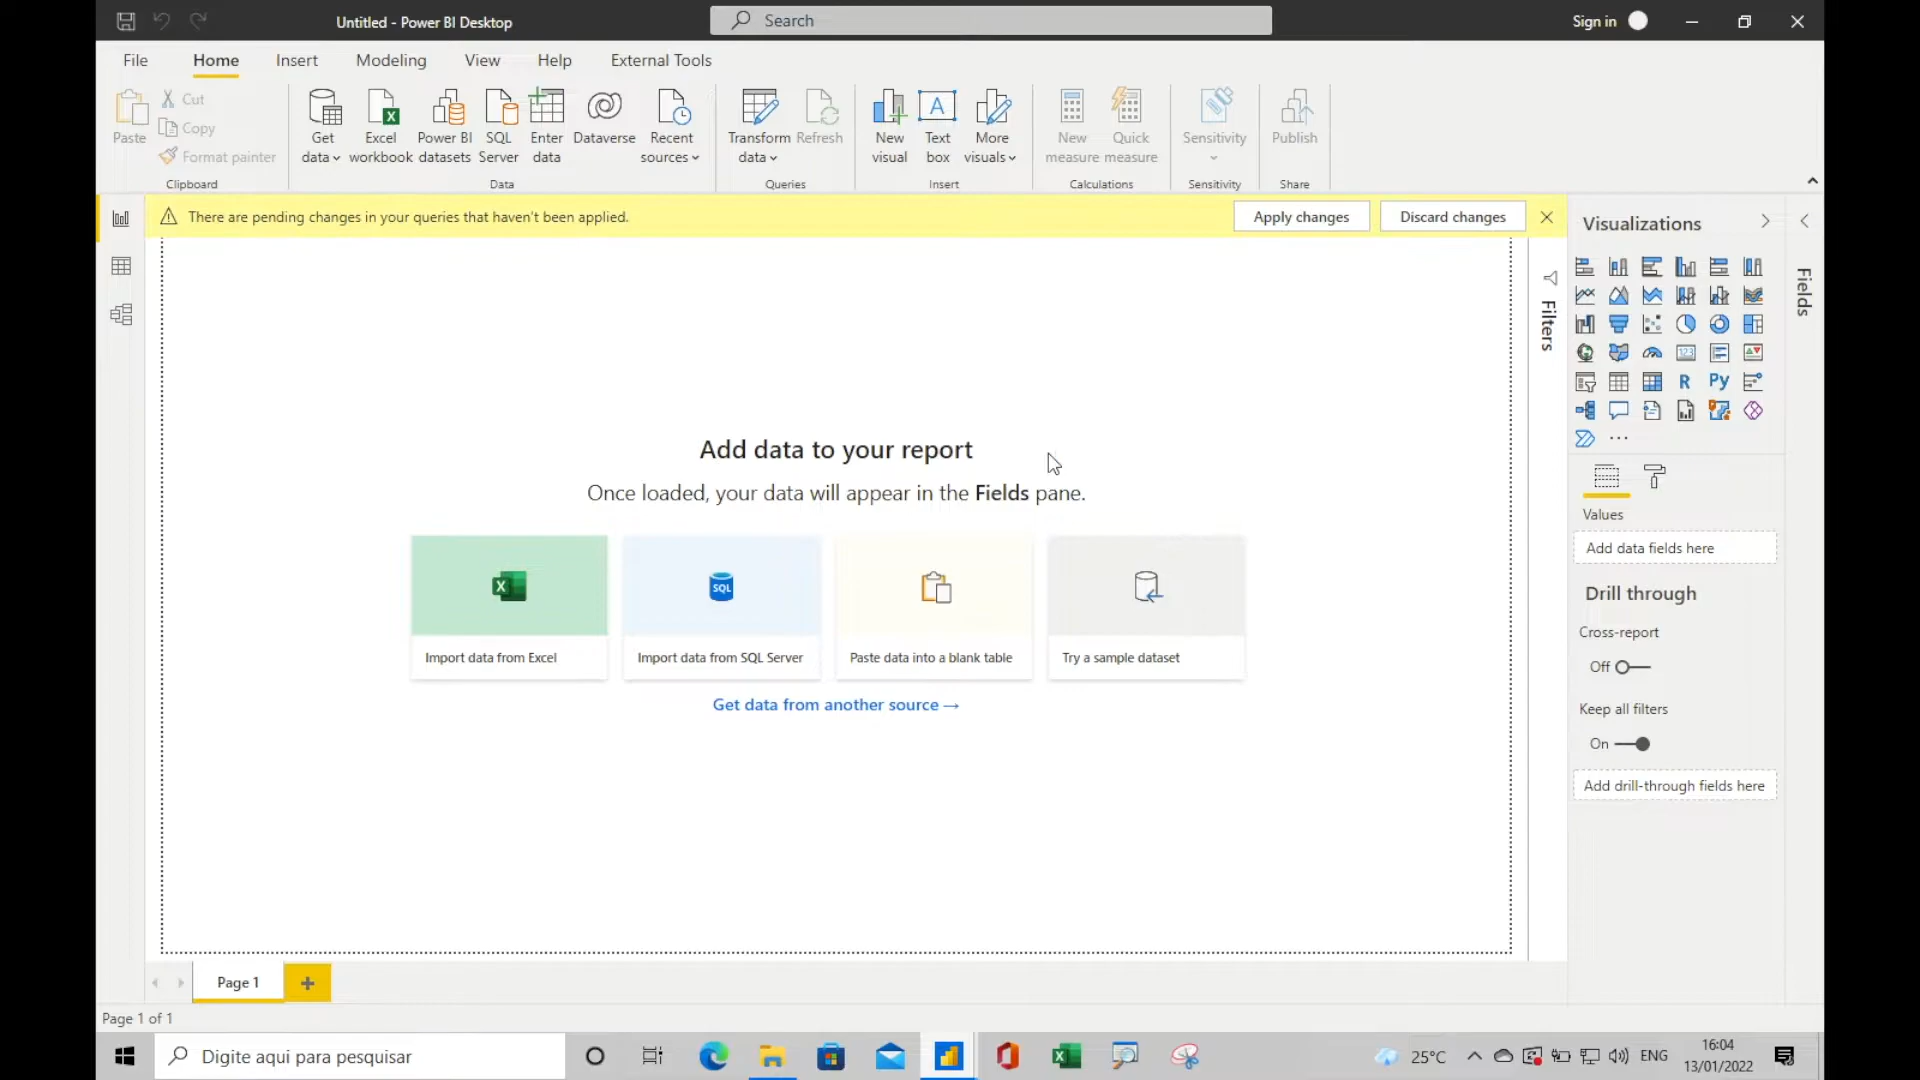 Untitled - Power BI Desktop
Search
Sign in
File Home Insert Modeling View Help External Tools
Paste
Cut
Copy
Format painter
Clipboard
Get data
Excel workbook
Power BI datasets
SQL Server
Enter data
Dataverse
Recent sources
Data
Transform data
Refresh
Queries
New visual
Text box
More visuals
Insert
New measure
Quick measure
Calculations
Sensitivity
Sensitivity
Publish
Share
There are pending changes in your queries that haven't been applied.
Apply changes
Discard changes
Visualizations
Fields
Filters
R
Py
123
Add data to your report
Once loaded, your data will appear in the Fields pane.
SQL
Import data from Excel
Import data from SQL Server
Paste data into a blank table
Try a sample dataset
Get data from another source →
Values
Add data fields here
Drill through
Cross-report
Off
Keep all filters
On
Add drill-through fields here
Page 1
Page 1 of 1
Digite aqui para pesquisar
25°C
ENG
16:04
13/01/2022